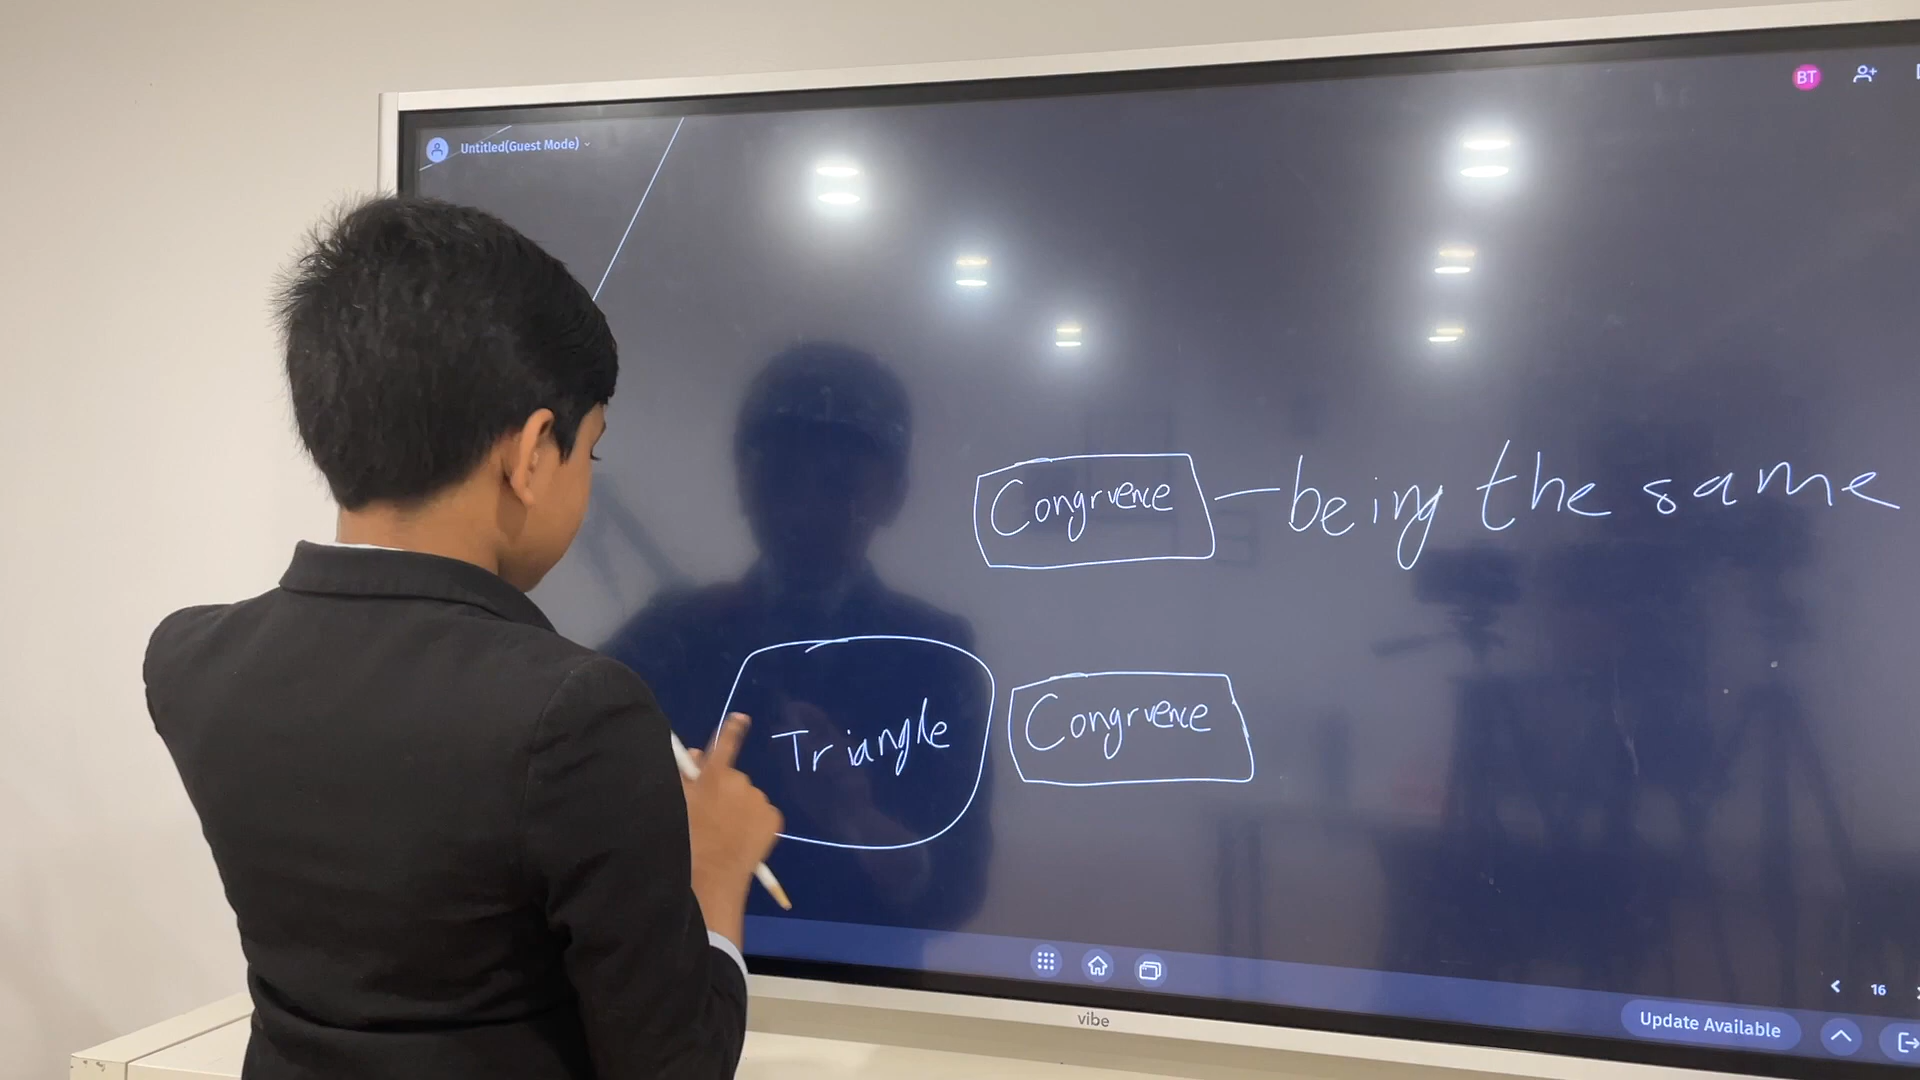 BT
Untitled(Guest Mode)
Congruence – being the same
Triangle Congruence
16
Update Available
vibe